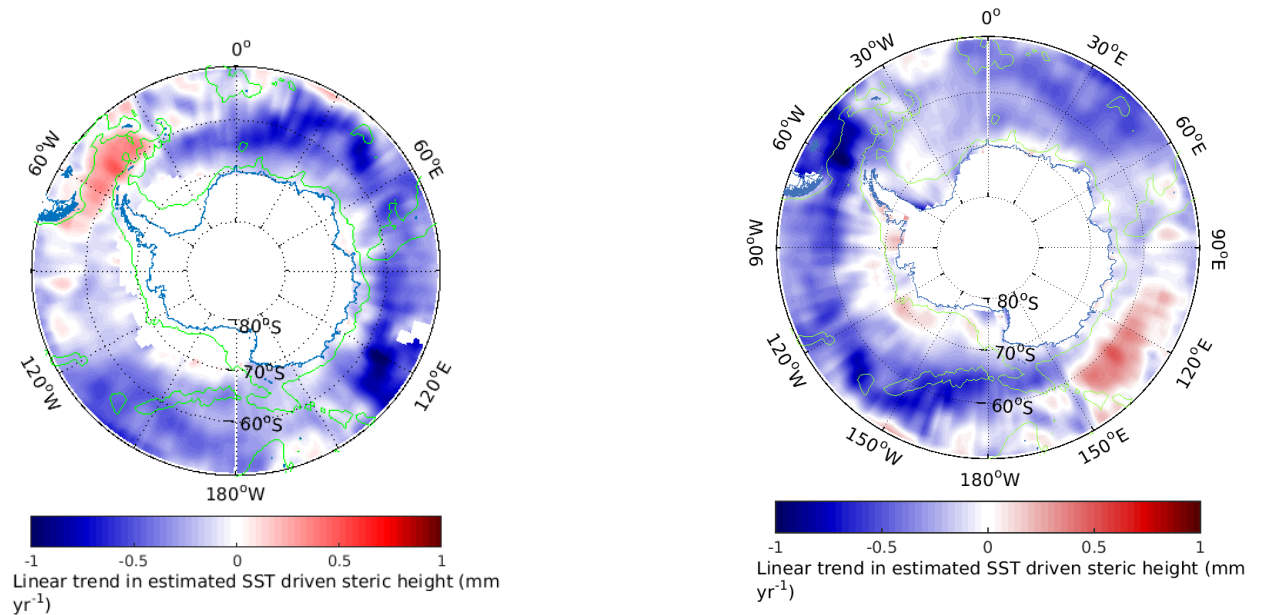 0°
60°W
60°E
80°S
70°S
120°W
60°S
120°E
180°W
-1 -0.5 0 0.5 1
Linear trend in estimated SST driven steric height (mm
yr⁻¹)
0°
30°W 30°E
60°W 60°E
90°W 90°E
80°S
70°S
120°W 120°E
60°S
150°W 150°E
180°W
-1 -0.5 0 0.5 1
Linear trend in estimated SST driven steric height (mm
yr⁻¹)